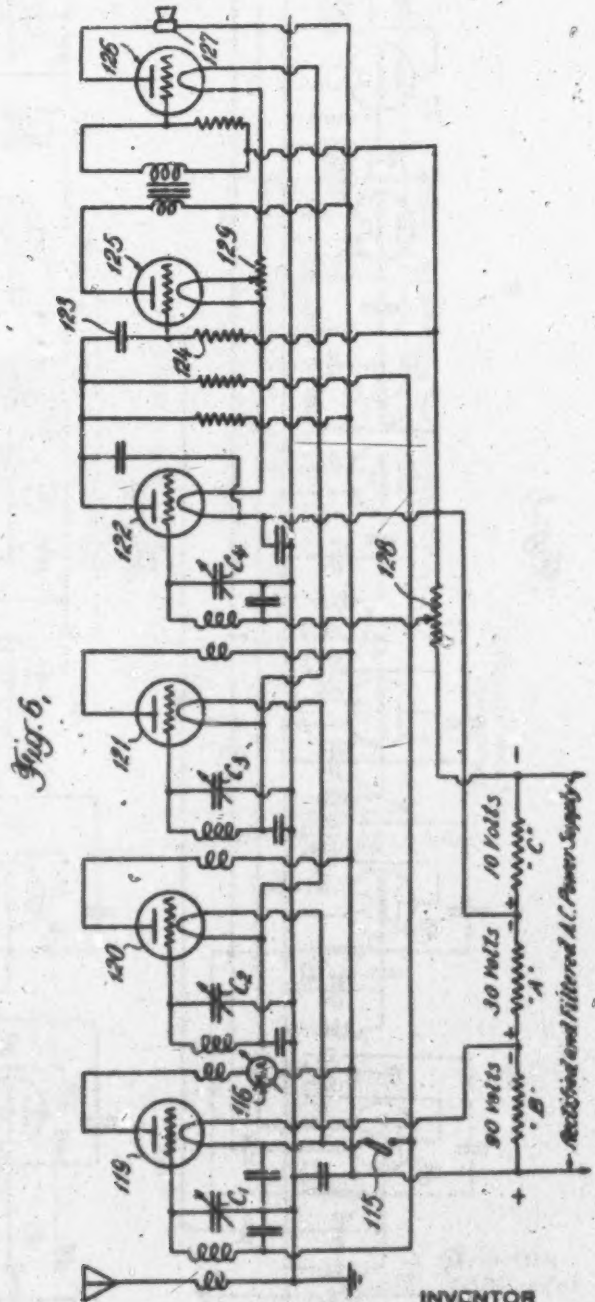 Fig. 6.
119
120
121
122
123
124
125
126
127
C1
C2
C3
C4
116
115
128
129
90 Volts
"B"
30 Volts
"A"
10 Volts
"C"
+
-
+
-
+
-
Rectified and Filtered A.C. Power Supply
INVENTOR